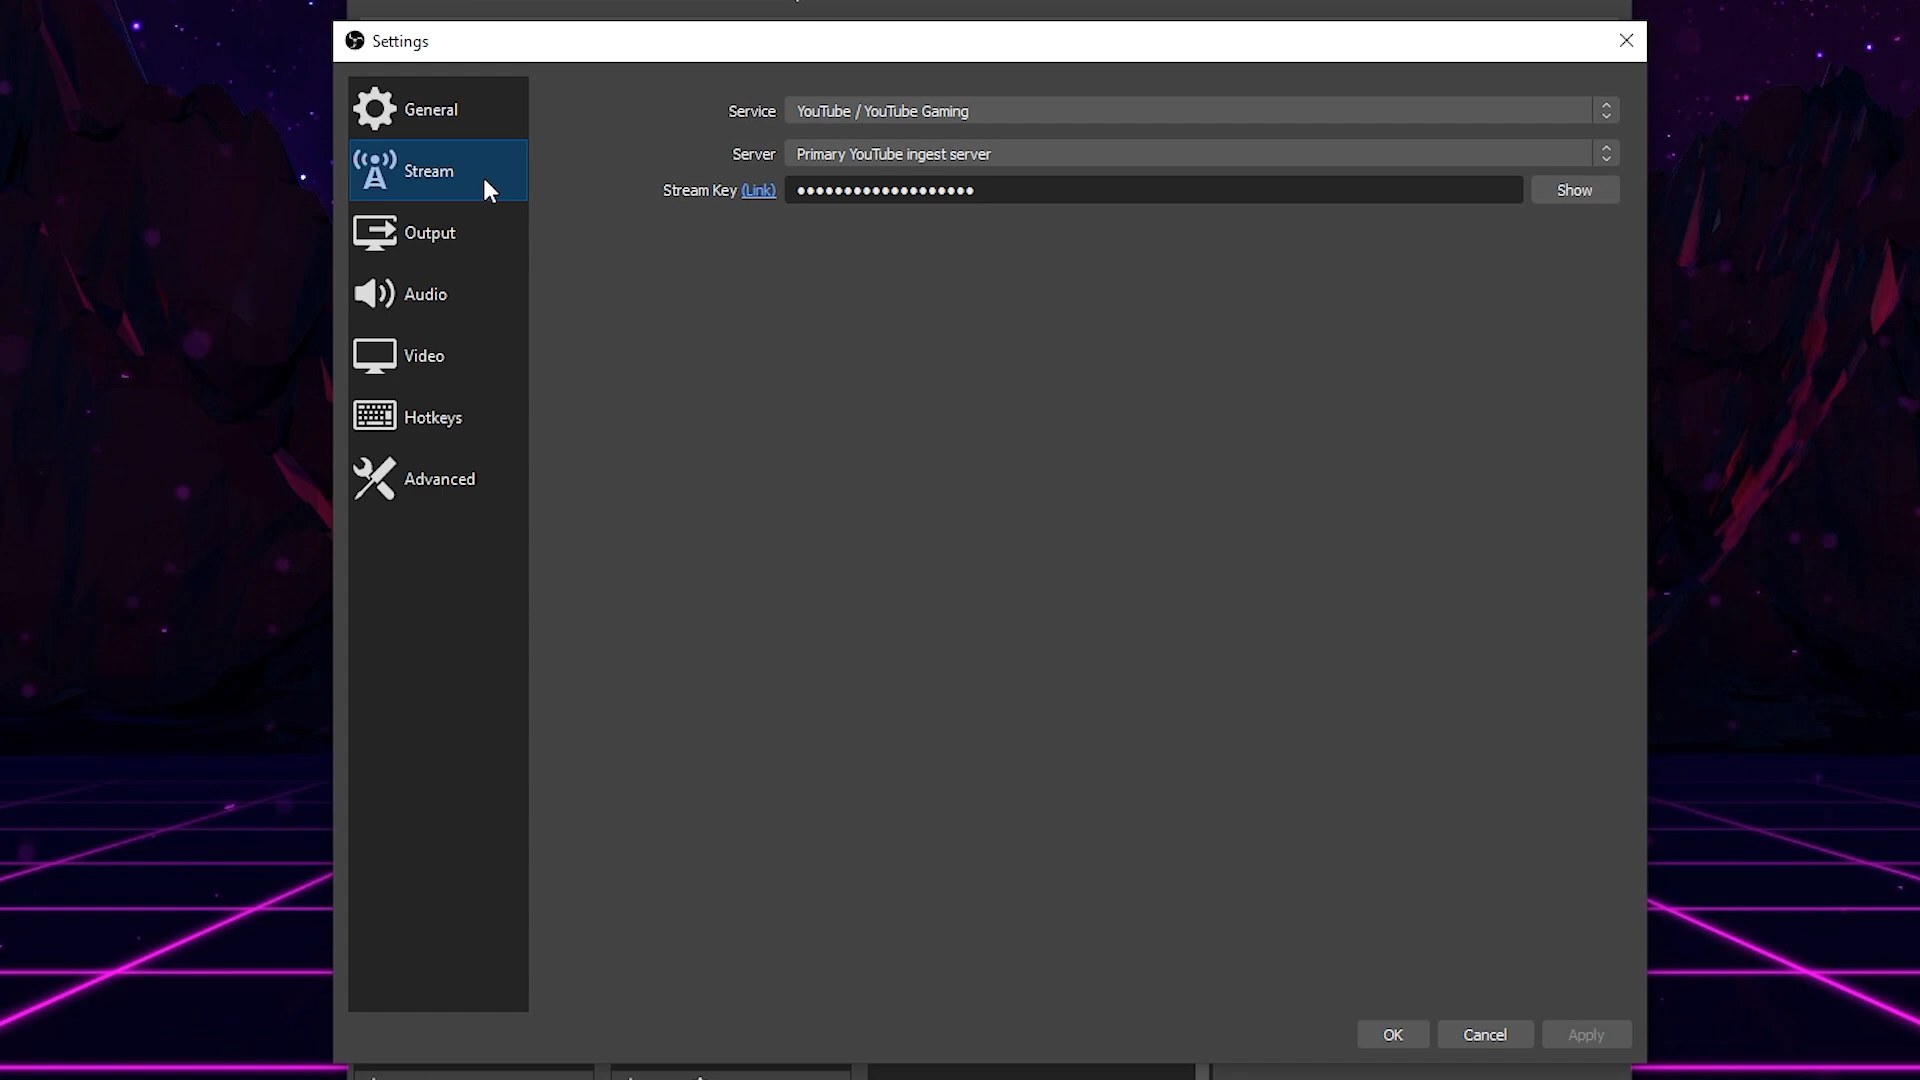 Settings
General
Stream
Output
Audio
Video
Hotkeys
Advanced
Service YouTube / YouTube Gaming
Server Primary YouTube ingest server
Stream Key (Link) ●●●●●●●●●●●●●●●●●●● Show
OK Cancel Apply